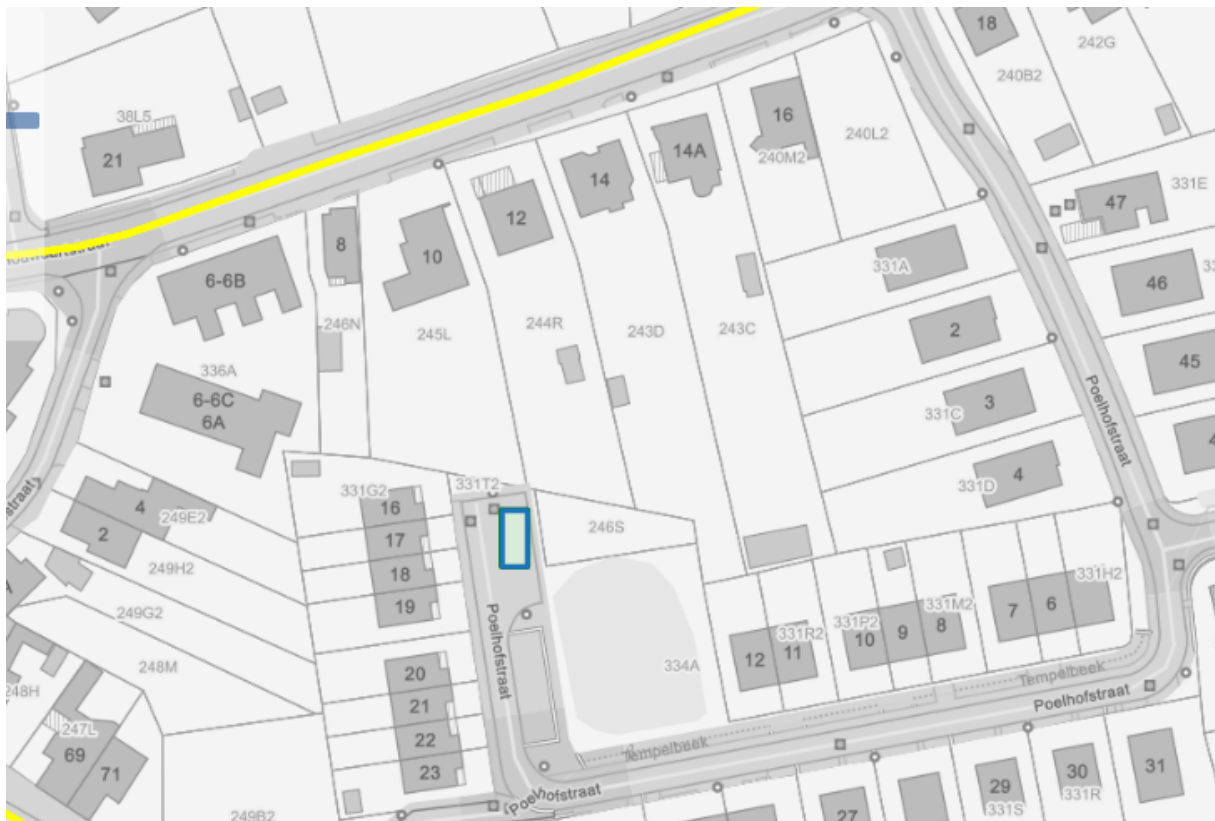 18
242G
240B2
38L5
21
16
240L2
240M2
14A
14
12
331E
47
8
10
6-6B
331A
46
246N
245L
244R
243D
243C
2
45
336A
6-6C
6A
331C
3
Poelhofstraat
331D
4
331T2
331G2
16
17
18
19
246S
4
2
249E2
249H2
249G2
248M
248H
247L
69
71
249B2
Poelhofstraat
20
21
22
23
334A
331R2
12
11
331P2
10
9
331M2
8
7
6
331H2
Tempelbeek
Poelhofstraat
Tempelbeek
Poelhofstraat
27
29
331S
30
331R
31